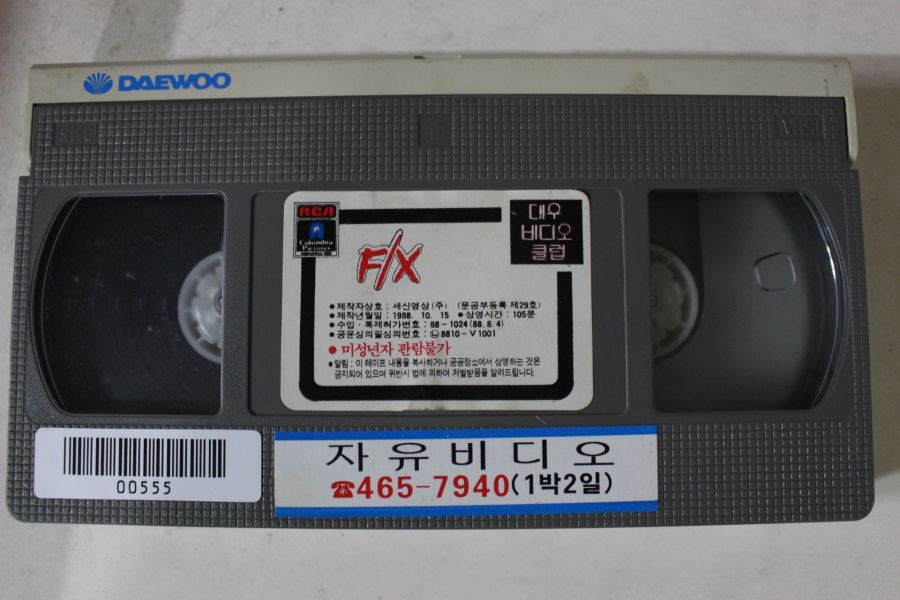 DAEWOO
VHS
RCA
Columbia
Pictures
대우
비디오
클럽
F/X
● 제작자상호 : 세신영상(주) (문공부등록 제29호)
● 제작년월일 : 1988. 10. 15 ● 상영시간 : 105분
● 수입 · 복제허가번호 : 88-1024(88. 8. 4)
● 공윤심의필심의번호 : 8810-V1001
● 미성년자 관람불가
● 알림 : 이 테이프 내용을 복사하거나 공공장소에서 상영하는 것은
금지되어 있으며 위반시 법에 의하여 처벌받음을 알려드립니다.
00555
자유비디오
☎465-7940(1박2일)